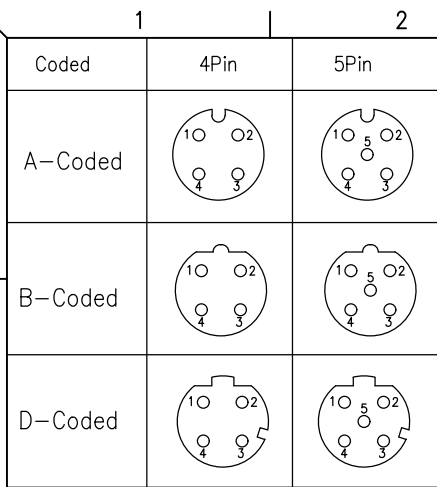 1 2
Coded 4Pin 5Pin
A-Coded
1 2 1 2
5
4 3 4 3
B-Coded
1 2 1 2
5
4 3 4 3
D-Coded
1 2 1 2
5
4 3 4 3